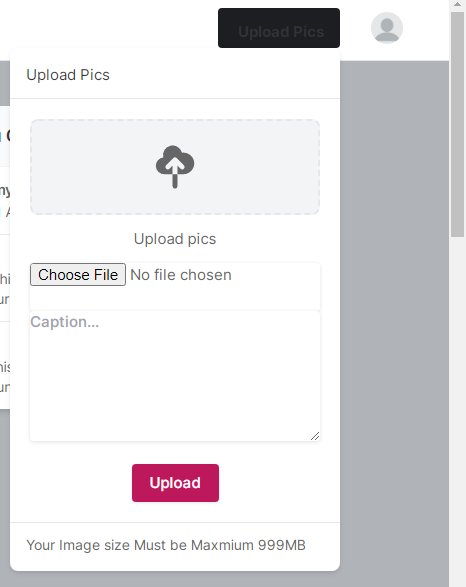 Upload Pics
Upload Pics
Upload pics
Choose File No file chosen
Caption...
Upload
Your Image size Must be Maxmium 999MB